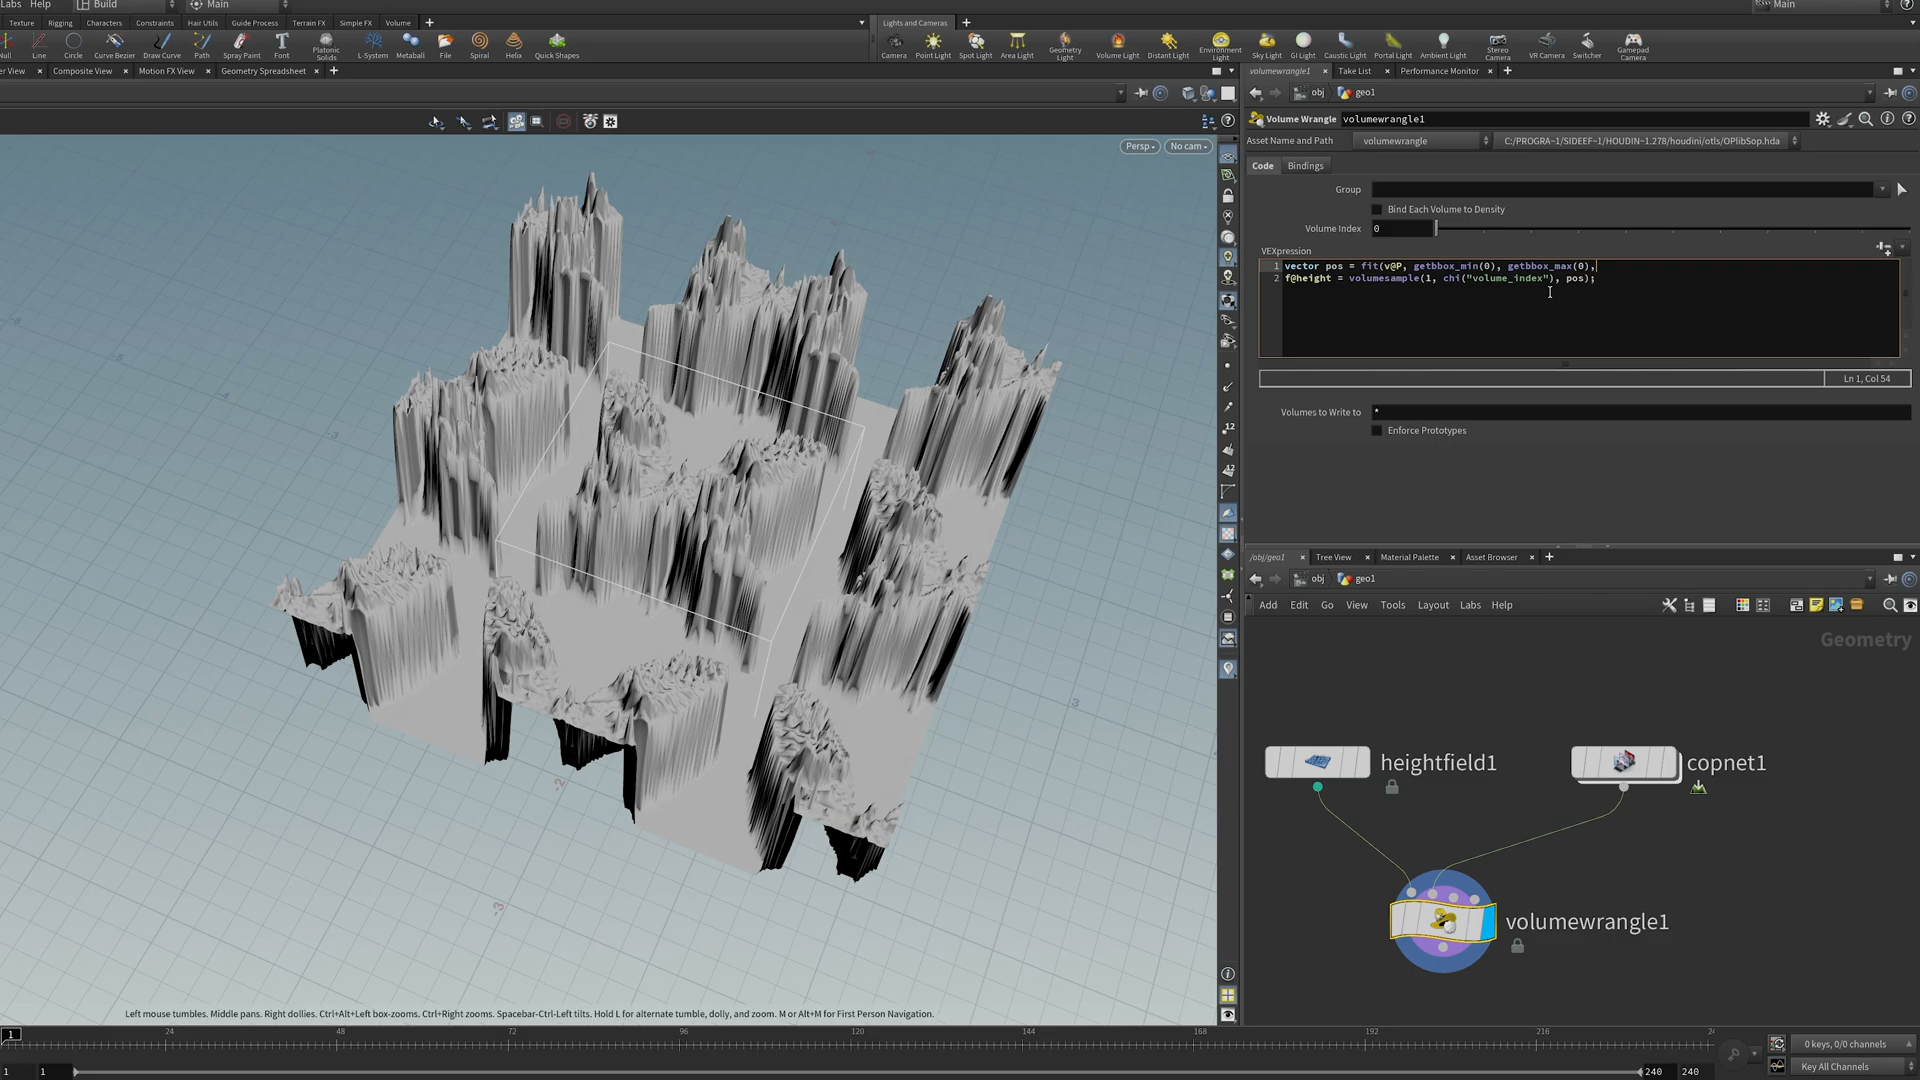 Labs Help Build Main Main
Texture Rigging Characters Constraints Hair Utils Guide Process Terrain FX Simple FX Volume Lights and Cameras
Null Line Circle Curve Bezier Draw Curve Path Spray Paint Font Platonic Solids L-System Metaball File Spiral Helix Quick Shapes Camera Point Light Spot Light Area Light Geometry Light Volume Light Distant Light Environment Light Sky Light GI Light Caustic Light Portal Light Ambient Light Stereo Camera VR Camera Switcher Gamepad Camera
er View Composite View Motion FX View Geometry Spreadsheet volumewrangle1 Take List Performance Monitor
obj geo1
Volume Wrangle volumewrangle1
Asset Name and Path volumewrangle C:/PROGRA~1/SIDEEF~1/HOUDIN~1.278/houdini/otls/OPlibSop.hda
Persp No cam
Code Bindings
Group
Bind Each Volume to Density
Volume Index 0
VEXpression
1 vector pos = fit(v@P, getbbox_min(0), getbbox_max(0),
2 f@height = volumesample(1, chi("volume_index"), pos);
Ln 1, Col 54
Volumes to Write to *
Enforce Prototypes
/obj/geo1 Tree View Material Palette Asset Browser
obj geo1
Add Edit Go View Tools Layout Labs Help
Geometry
heightfield1
copnet1
volumewrangle1
12
12
3
-2
-3
Left mouse tumbles. Middle pans. Right dollies. Ctrl+Alt+Left box-zooms. Ctrl+Right zooms. Spacebar-Ctrl-Left tilts. Hold L for alternate tumble, dolly, and zoom. M or Alt+M for First Person Navigation.
1 24 48 72 96 120 144 168 192 216 24
0 keys, 0/0 channels
1 1 240 240 Key All Channels